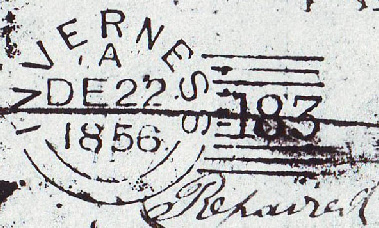 INVERNESS
A
DE 22
1856
183
Repaired